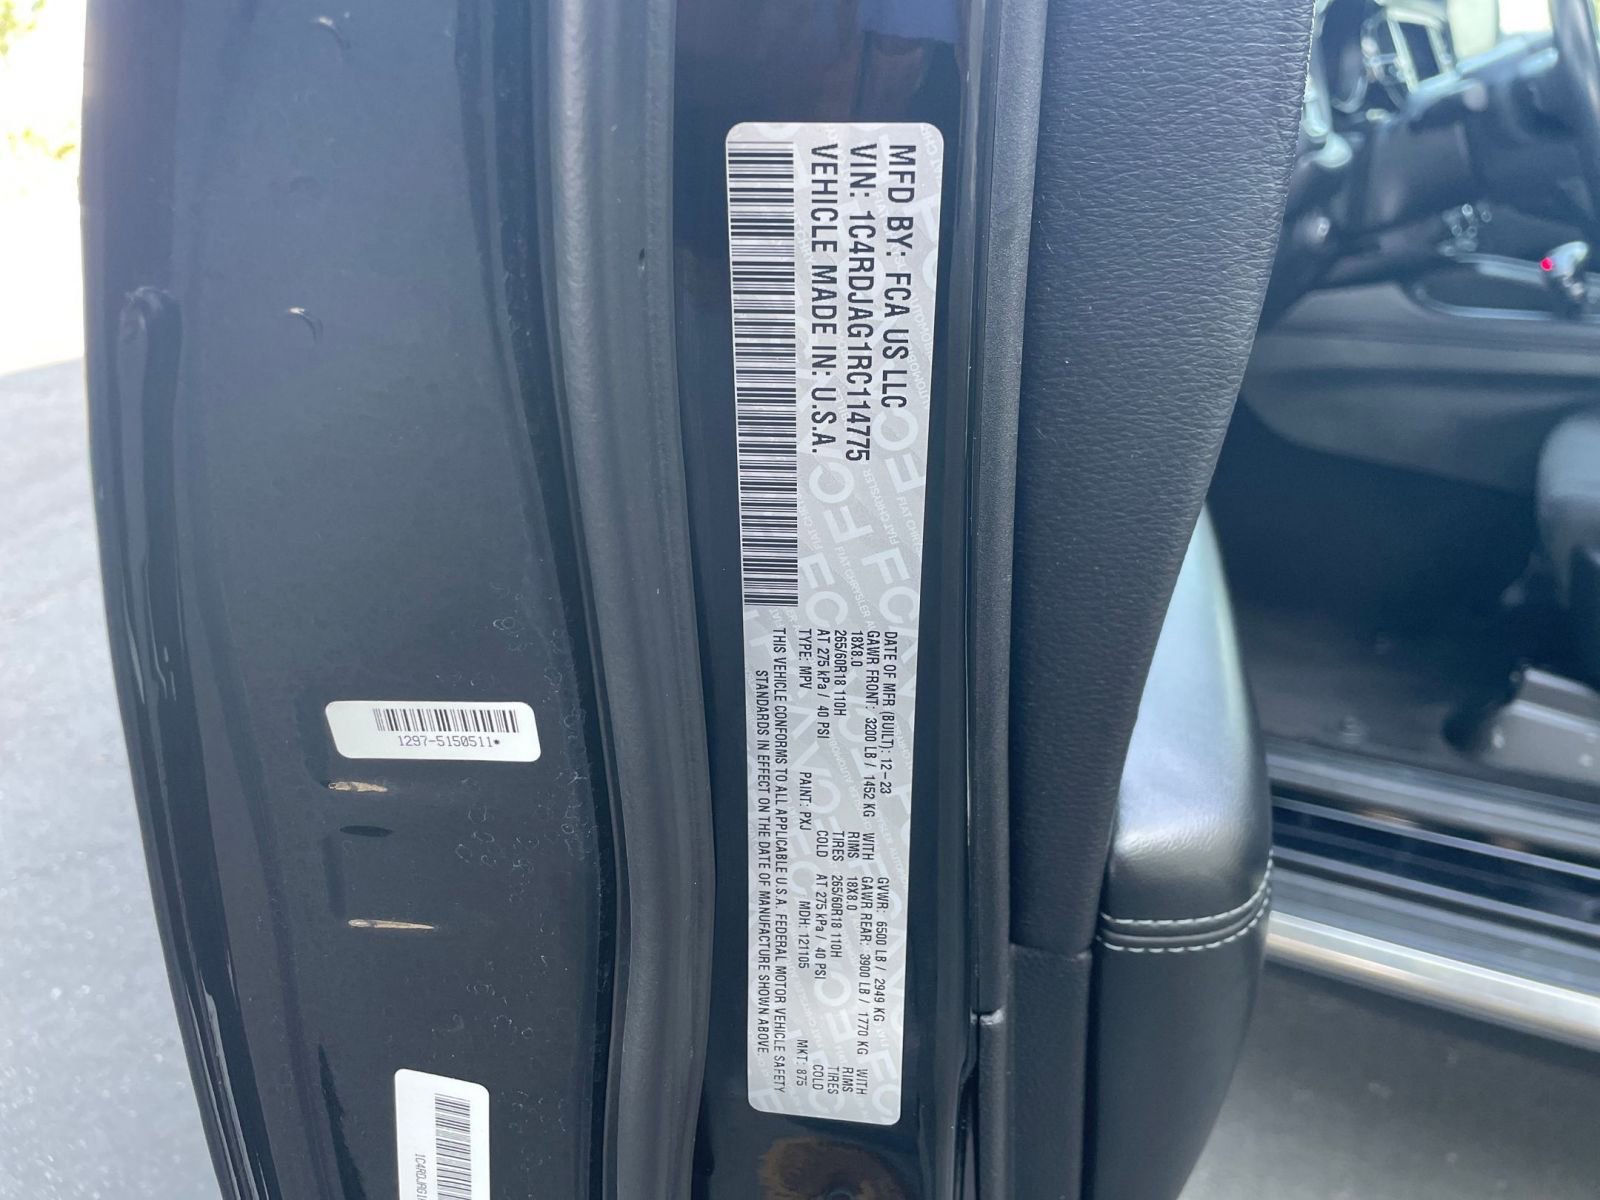 MFD BY: FCA US LLC
VIN: 1C4RDJAG1RC114775
VEHICLE MADE IN: U.S.A.
DATE OF MFR (BUILT): 12-23 GVWR: 6500 LB / 2949 KG
GAWR FRONT: 3200 LB / 1452 KG WITH GAWR REAR: 3900 LB / 1770 KG WITH
18X8.0 RIMS 18X8.0 RIMS
265/60R18 110H TIRES 265/60R18 110H TIRES
AT 275 kPa / 40 PSI COLD AT 275 kPa / 40 PSI COLD
TYPE: MPV PAINT: PXJ MDH: 121105 MKT: 875
THIS VEHICLE CONFORMS TO ALL APPLICABLE U.S.A. FEDERAL MOTOR VEHICLE SAFETY
STANDARDS IN EFFECT ON THE DATE OF MANUFACTURE SHOWN ABOVE
1297-5150511*